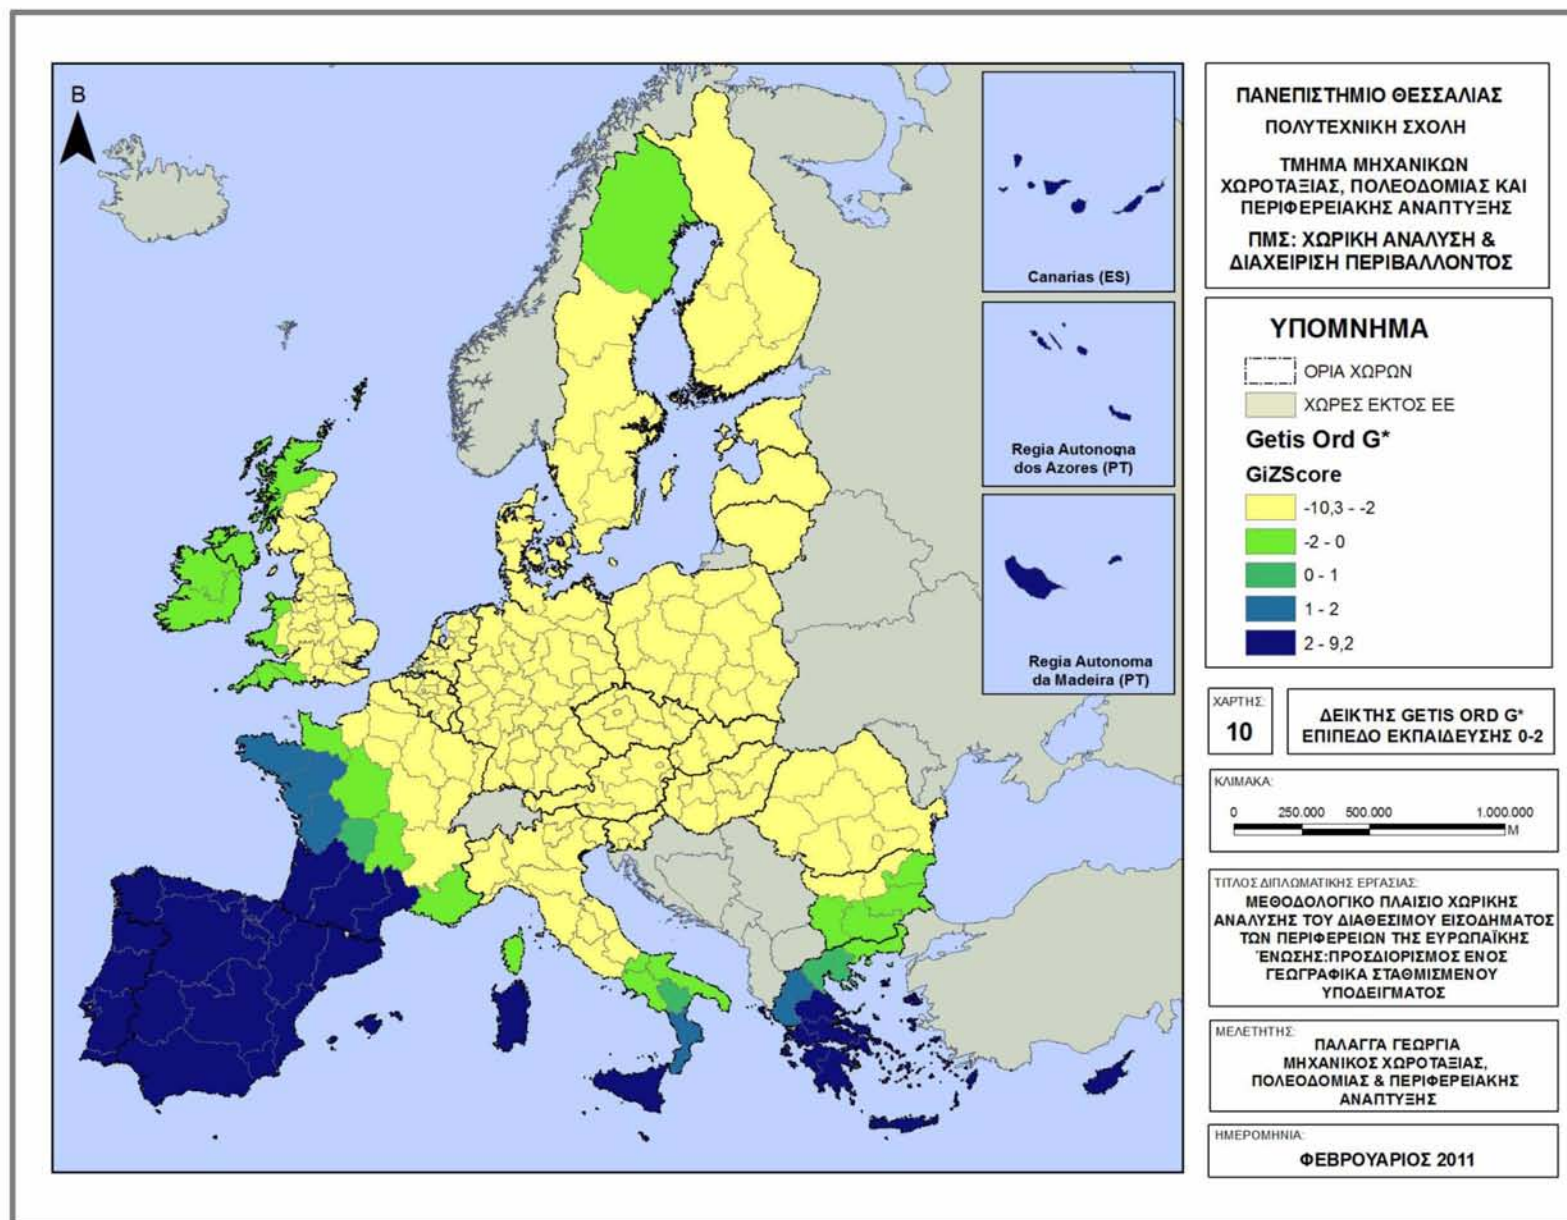 B
Canarias (ES)
Regia Autonoma
dos Azores (PT)
Regia Autonoma
da Madeira (PT)
ΠΑΝΕΠΙΣΤΗΜΙΟ ΘΕΣΣΑΛΙΑΣ
ΠΟΛΥΤΕΧΝΙΚΗ ΣΧΟΛΗ
ΤΜΗΜΑ ΜΗΧΑΝΙΚΩΝ
ΧΩΡΟΤΑΞΙΑΣ, ΠΟΛΕΟΔΟΜΙΑΣ ΚΑΙ
ΠΕΡΙΦΕΡΕΙΑΚΗΣ ΑΝΑΠΤΥΞΗΣ
ΠΜΣ: ΧΩΡΙΚΗ ΑΝΑΛΥΣΗ &
ΔΙΑΧΕΙΡΙΣΗ ΠΕΡΙΒΑΛΛΟΝΤΟΣ
ΥΠΟΜΝΗΜΑ
ΟΡΙΑ ΧΩΡΩΝ
ΧΩΡΕΣ ΕΚΤΟΣ ΕΕ
Getis Ord G*
GiZScore
-10,3 - -2
-2 - 0
0 - 1
1 - 2
2 - 9,2
ΧΑΡΤΗΣ:
10
ΔΕΙΚΤΗΣ GETIS ORD G*
ΕΠΙΠΕΔΟ ΕΚΠΑΙΔΕΥΣΗΣ 0-2
ΚΛΙΜΑΚΑ:
0 250.000 500.000 1.000.000
M
ΤΙΤΛΟΣ ΔΙΠΛΩΜΑΤΙΚΗΣ ΕΡΓΑΣΙΑΣ:
ΜΕΘΟΔΟΛΟΓΙΚΟ ΠΛΑΙΣΙΟ ΧΩΡΙΚΗΣ
ΑΝΑΛΥΣΗΣ ΤΟΥ ΔΙΑΘΕΣΙΜΟΥ ΕΙΣΟΔΗΜΑΤΟΣ
ΤΩΝ ΠΕΡΙΦΕΡΕΙΩΝ ΤΗΣ ΕΥΡΩΠΑΪΚΗΣ
ΈΝΩΣΗΣ:ΠΡΟΣΔΙΟΡΙΣΜΟΣ ΕΝΟΣ
ΓΕΩΓΡΑΦΙΚΑ ΣΤΑΘΜΙΣΜΕΝΟΥ
ΥΠΟΔΕΙΓΜΑΤΟΣ
ΜΕΛΕΤΗΤΗΣ:
ΠΑΛΑΓΓΑ ΓΕΩΡΓΙΑ
ΜΗΧΑΝΙΚΟΣ ΧΩΡΟΤΑΞΙΑΣ,
ΠΟΛΕΟΔΟΜΙΑΣ & ΠΕΡΙΦΕΡΕΙΑΚΗΣ
ΑΝΑΠΤΥΞΗΣ
ΗΜΕΡΟΜΗΝΙΑ:
ΦΕΒΡΟΥΑΡΙΟΣ 2011